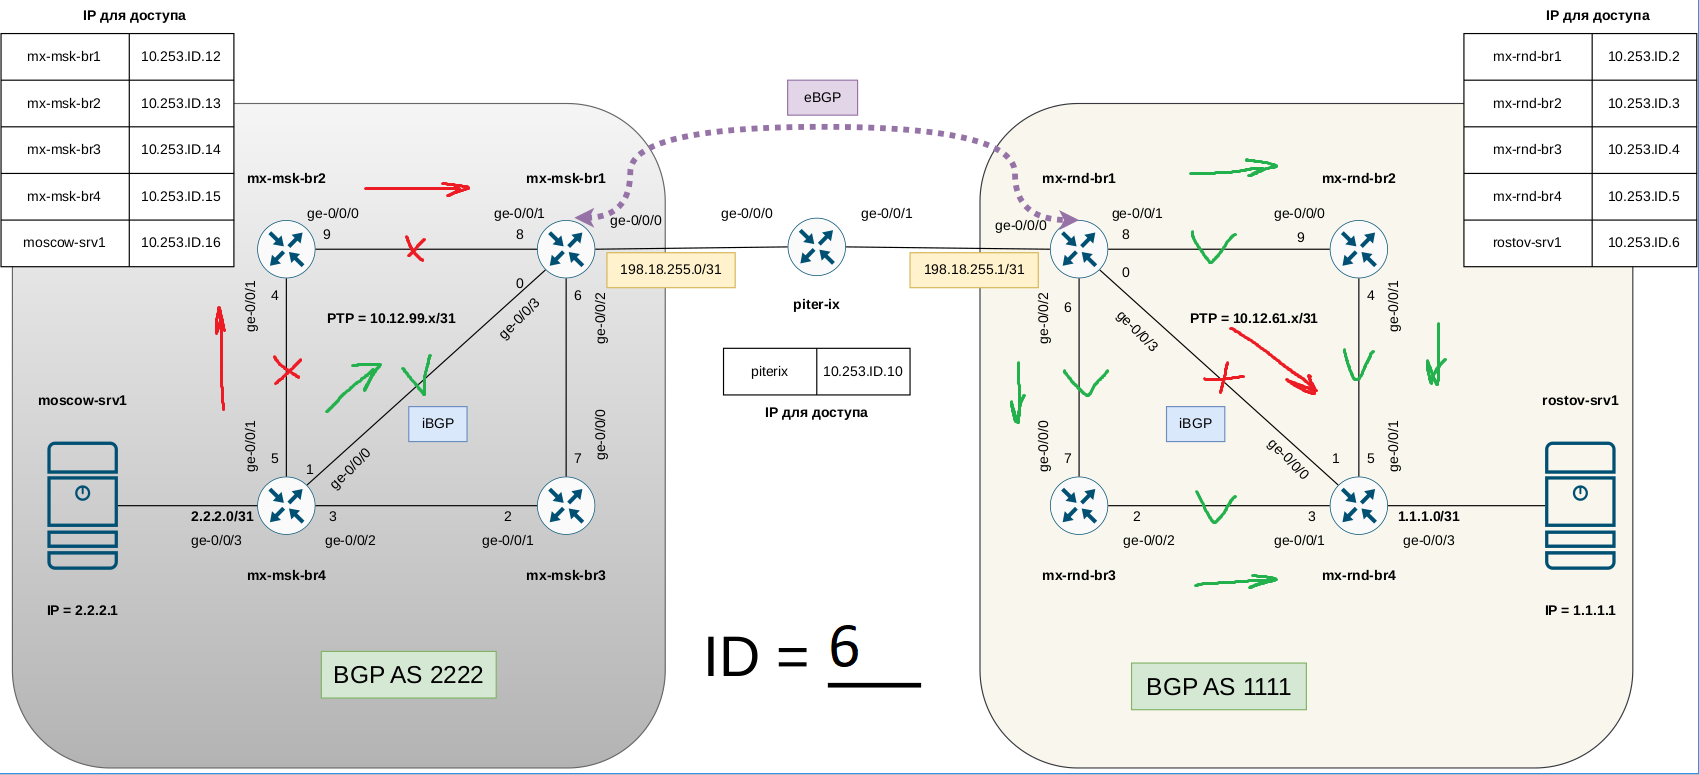 IP для доступа
mx-msk-br1 10.253.ID.12
mx-msk-br2 10.253.ID.13
mx-msk-br3 10.253.ID.14
mx-msk-br4 10.253.ID.15
moscow-srv1 10.253.ID.16
IP для доступа
mx-rnd-br1 10.253.ID.2
mx-rnd-br2 10.253.ID.3
mx-rnd-br3 10.253.ID.4
mx-rnd-br4 10.253.ID.5
rostov-srv1 10.253.ID.6
eBGP
mx-msk-br2
mx-msk-br1
ge-0/0/0
9
ge-0/0/1
8
ge-0/0/0
198.18.255.0/31
0
ge-0/0/3
6
ge-0/0/2
4
ge-0/0/1
PTP = 10.12.99.x/31
iBGP
moscow-srv1
ge-0/0/1
5
1
ge-0/0/0
ge-0/0/0
7
2.2.2.0/31
ge-0/0/3
3
ge-0/0/2
2
ge-0/0/1
mx-msk-br4
mx-msk-br3
IP = 2.2.2.1
BGP AS 2222
ge-0/0/0
ge-0/0/1
piter-ix
piterix 10.253.ID.10
IP для доступа
ID = 6
mx-rnd-br1
mx-rnd-br2
ge-0/0/0
198.18.255.1/31
ge-0/0/1
8
ge-0/0/0
9
0
ge-0/0/3
6
ge-0/0/2
4
ge-0/0/1
PTP = 10.12.61.x/31
iBGP
rostov-srv1
ge-0/0/0
7
ge-0/0/0
1
5
ge-0/0/1
2
ge-0/0/2
3
ge-0/0/1
1.1.1.0/31
ge-0/0/3
mx-rnd-br3
mx-rnd-br4
IP = 1.1.1.1
BGP AS 1111